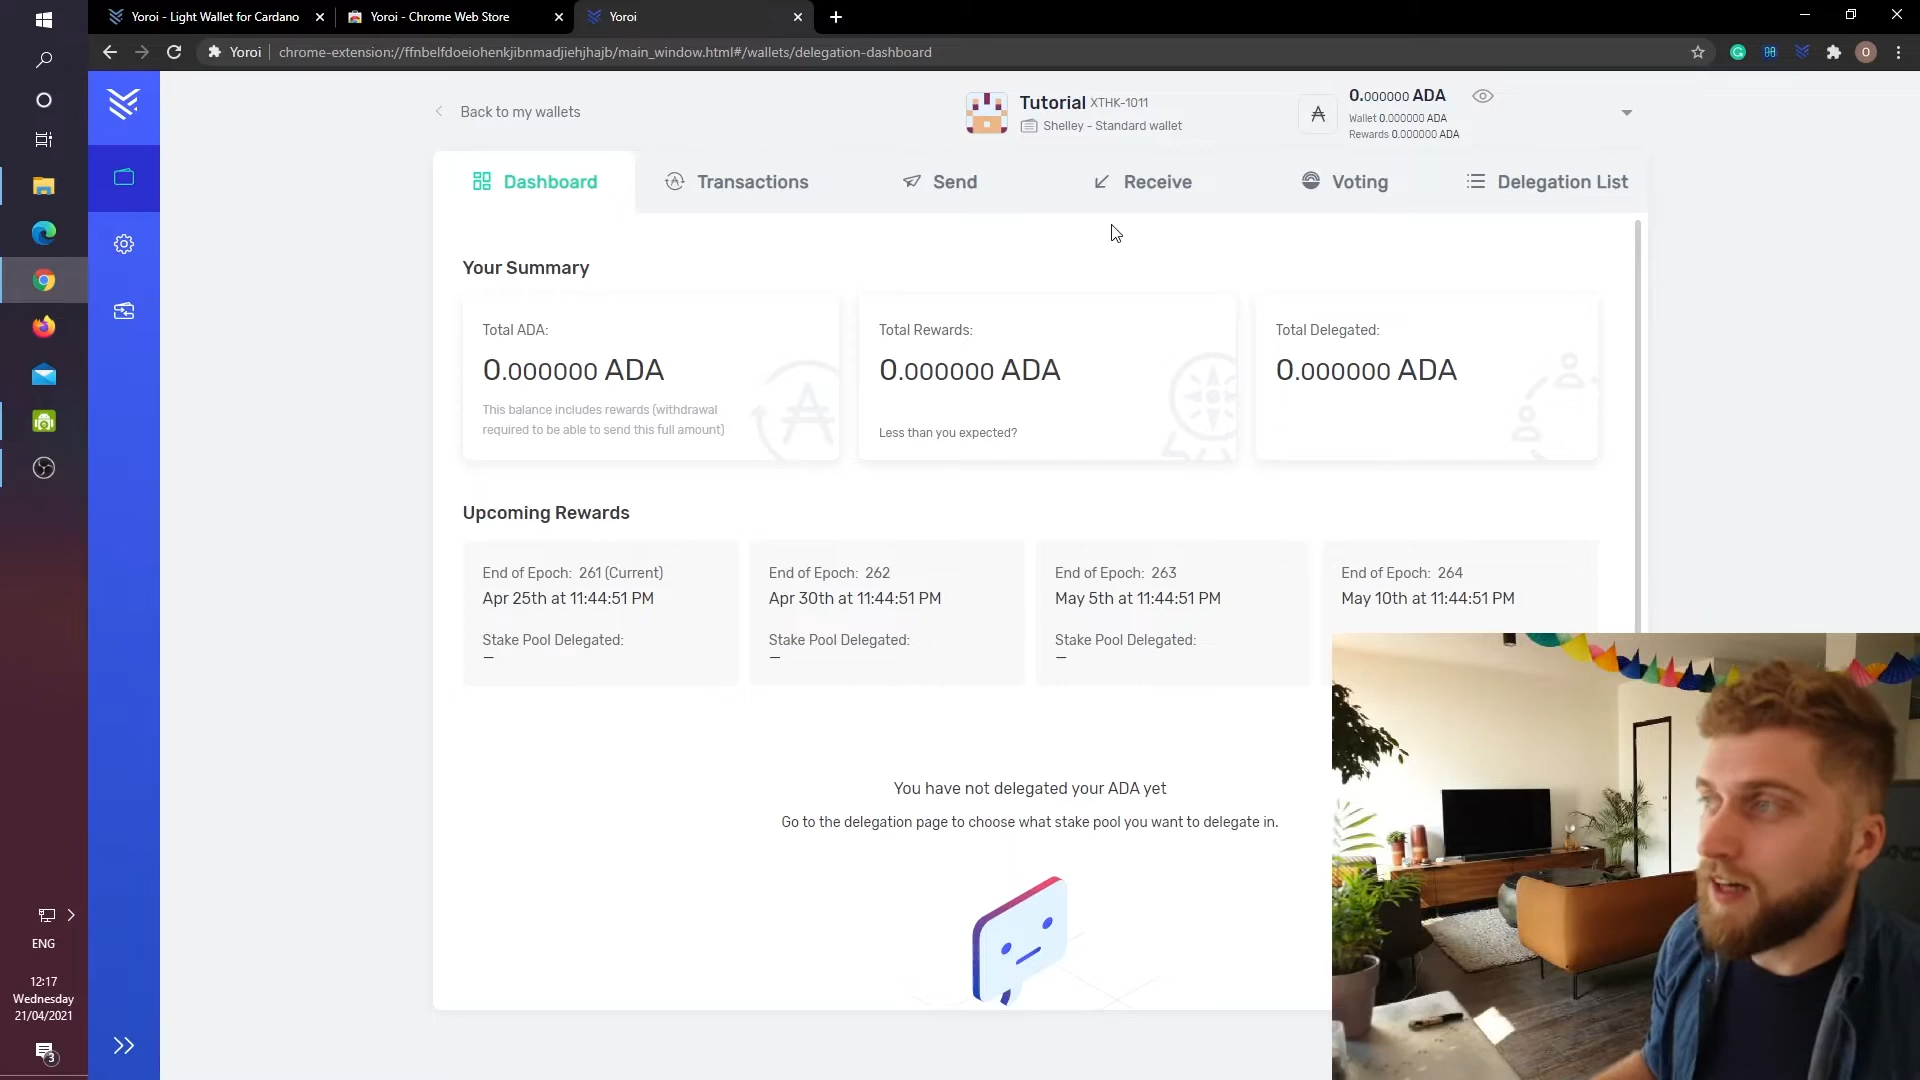 Yoroi - Light Wallet for Cardano
Yoroi - Chrome Web Store
Yoroi
Yoroi
chrome-extension://ffnbelfdoeiohenkjibnmadjiehjhajb/main_window.html#/wallets/delegation-dashboard
O
Back to my wallets
Tutorial XTHK-1011
Shelley - Standard wallet
0.000000 ADA
Wallet 0.000000 ADA
Rewards 0.000000 ADA
Dashboard
Transactions
Send
Receive
Voting
Delegation List
Your Summary
Total ADA:
0.000000 ADA
This balance includes rewards (withdrawal
required to be able to send this full amount)
Total Rewards:
0.000000 ADA
Less than you expected?
Total Delegated:
0.000000 ADA
Upcoming Rewards
End of Epoch: 261 (Current)
Apr 25th at 11:44:51 PM
Stake Pool Delegated:
—
End of Epoch: 262
Apr 30th at 11:44:51 PM
Stake Pool Delegated:
—
End of Epoch: 263
May 5th at 11:44:51 PM
Stake Pool Delegated:
—
End of Epoch: 264
May 10th at 11:44:51 PM
You have not delegated your ADA yet
Go to the delegation page to choose what stake pool you want to delegate in.
ENG
12:17
Wednesday
21/04/2021
3